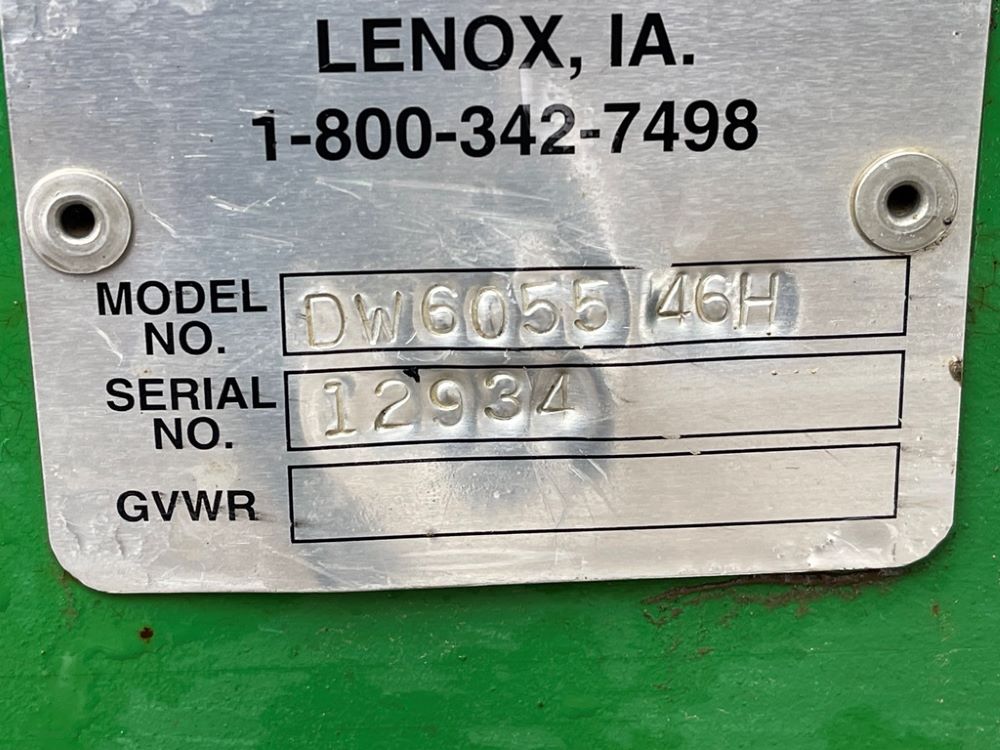 LENOX, IA.
1-800-342-7498
MODEL NO. DW6055 46H
SERIAL NO. 12934
GVWR